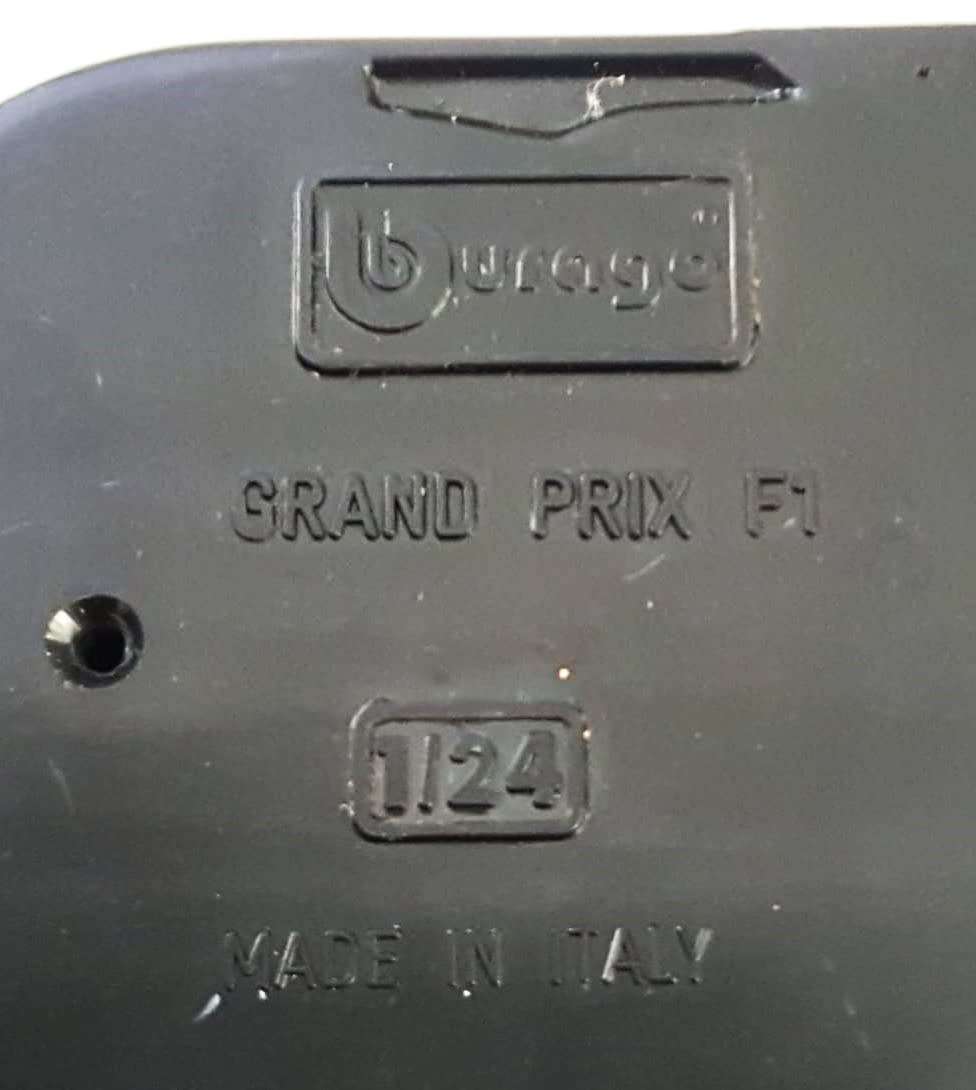 burago
GRAND PRIX F1
1/24
MADE IN ITALY